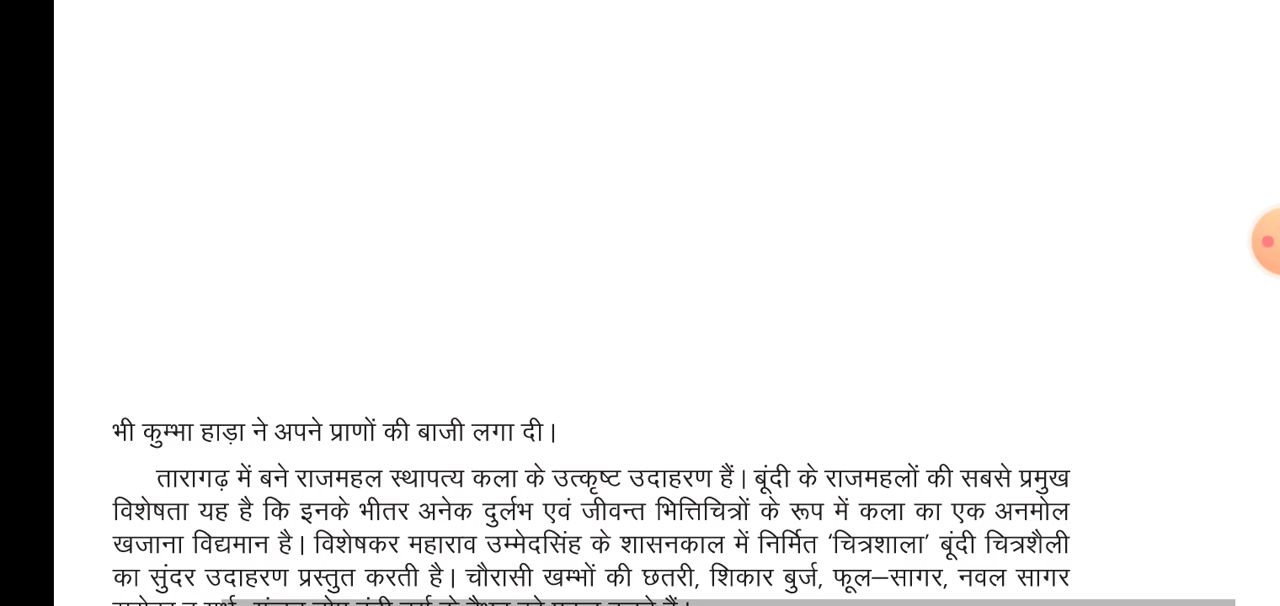 भी कुम्भा हाड़ा ने अपने प्राणों की बाजी लगा दी।
तारागढ़ में बने राजमहल स्थापत्य कला के उत्कृष्ट उदाहरण हैं। बूंदी के राजमहलों की सबसे प्रमुख
विशेषता यह है कि इनके भीतर अनेक दुर्लभ एवं जीवन्त भित्तिचित्रों के रूप में कला का एक अनमोल
खजाना विद्यमान है। विशेषकर महाराव उम्मेदसिंह के शासनकाल में निर्मित ‘चित्रशाला’ बूंदी चित्रशैली
का सुंदर उदाहरण प्रस्तुत करती है। चौरासी खम्भों की छतरी, शिकार बुर्ज, फूल–सागर, नवल सागर